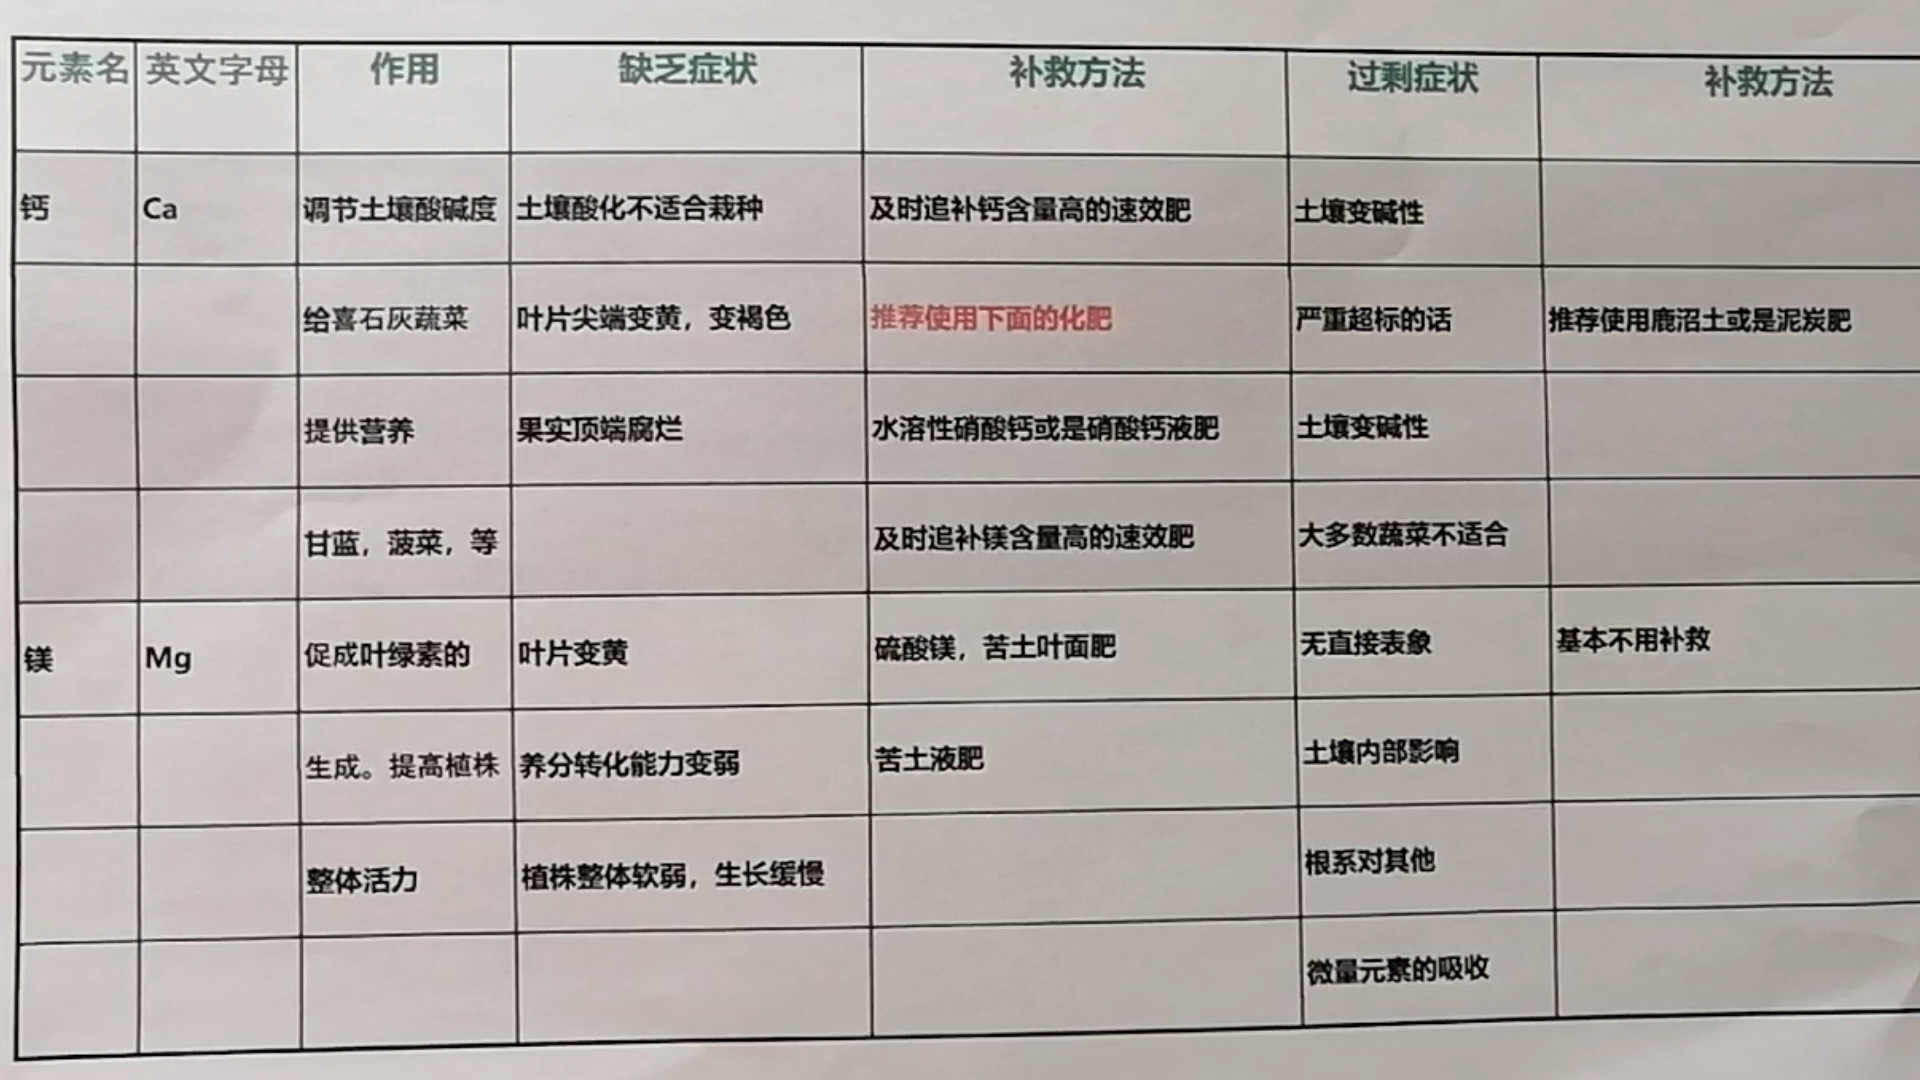 元素名 英文字母 作用 缺乏症状 补救方法 过剩症状 补救方法
钙 Ca 调节土壤酸碱度 土壤酸化不适合栽种 及时追补钙含量高的速效肥 土壤变碱性
给喜石灰蔬菜 叶片尖端变黄，变褐色 推荐使用下面的化肥 严重超标的话 推荐使用鹿沼土或是泥炭肥
提供营养 果实顶端腐烂 水溶性硝酸钙或是硝酸钙液肥 土壤变碱性
甘蓝，菠菜，等 及时追补镁含量高的速效肥 大多数蔬菜不适合
镁 Mg 促成叶绿素的 叶片变黄 硫酸镁，苦土叶面肥 无直接表象 基本不用补救
生成。提高植株 养分转化能力变弱 苦土液肥 土壤内部影响
整体活力 植株整体软弱，生长缓慢 根系对其他
微量元素的吸收